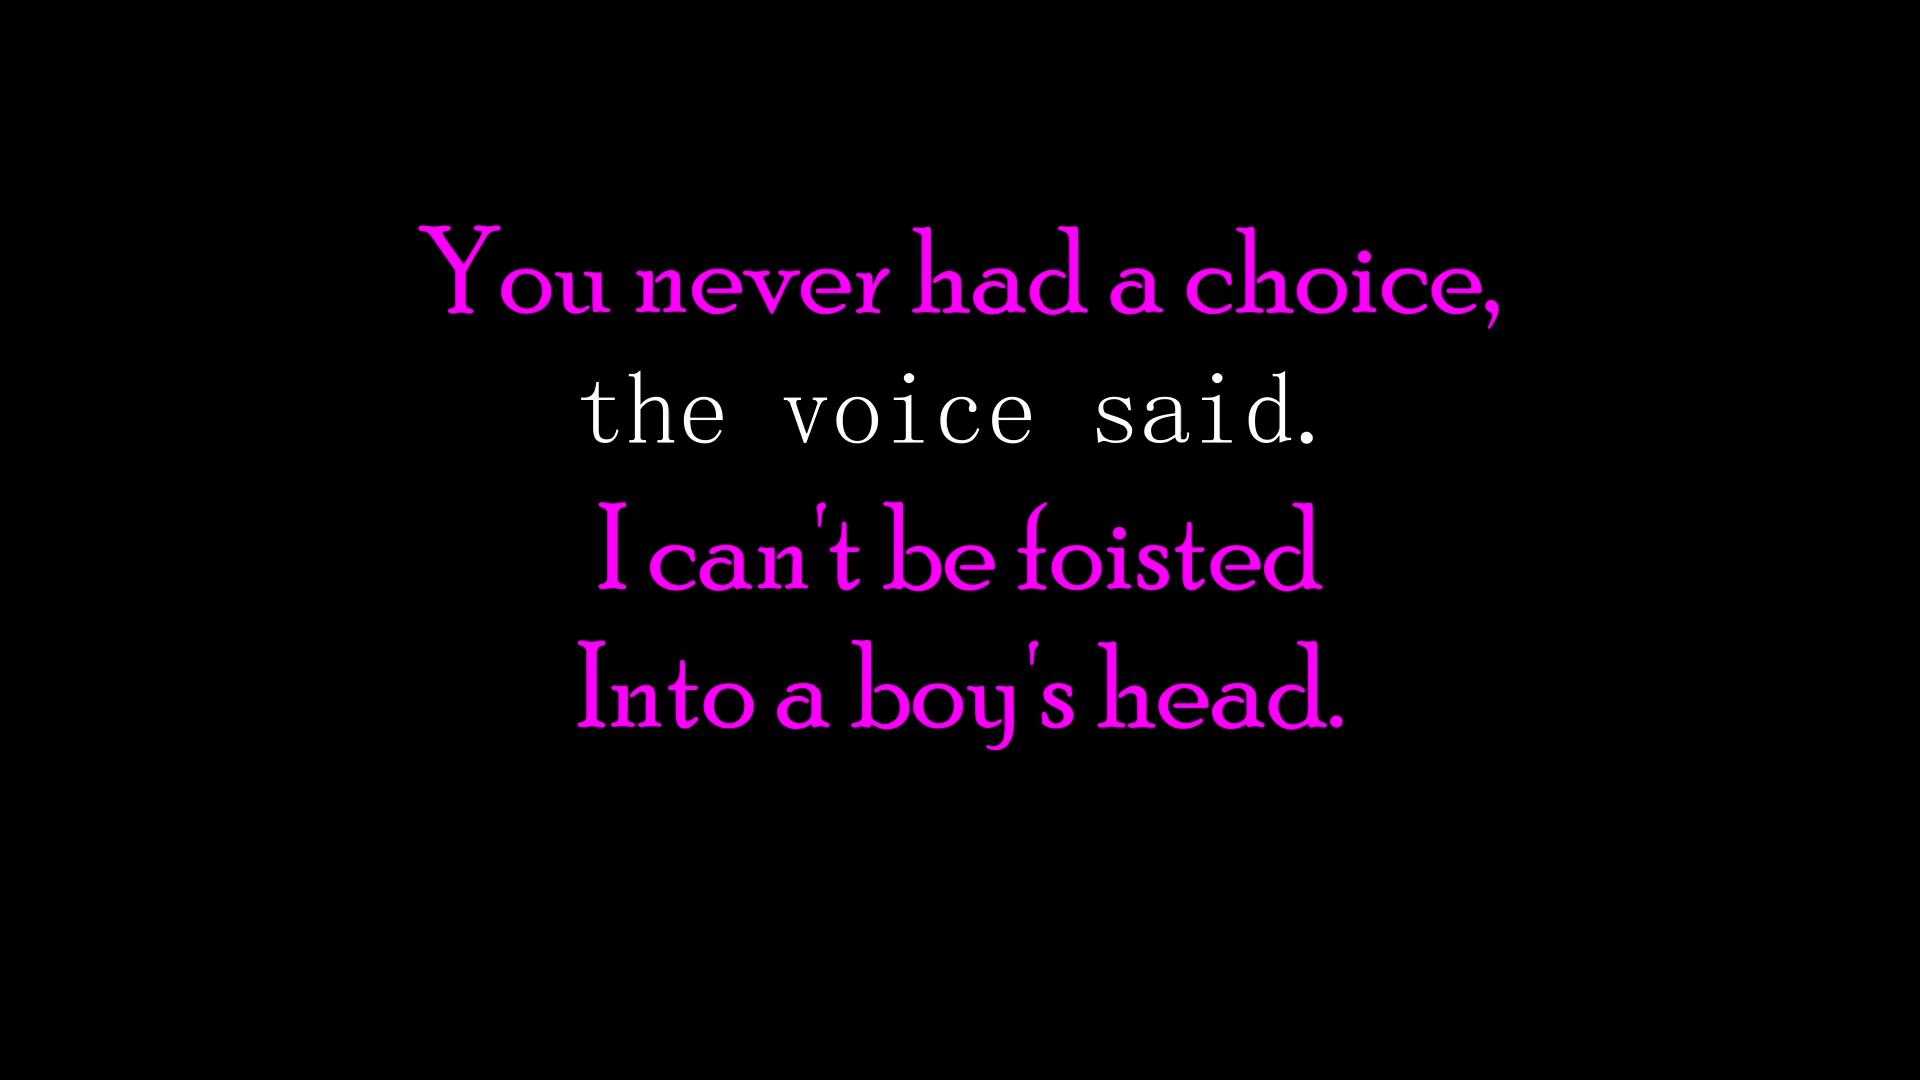 You never had a choice,
the voice said.
I can't be foisted
Into a boy's head.